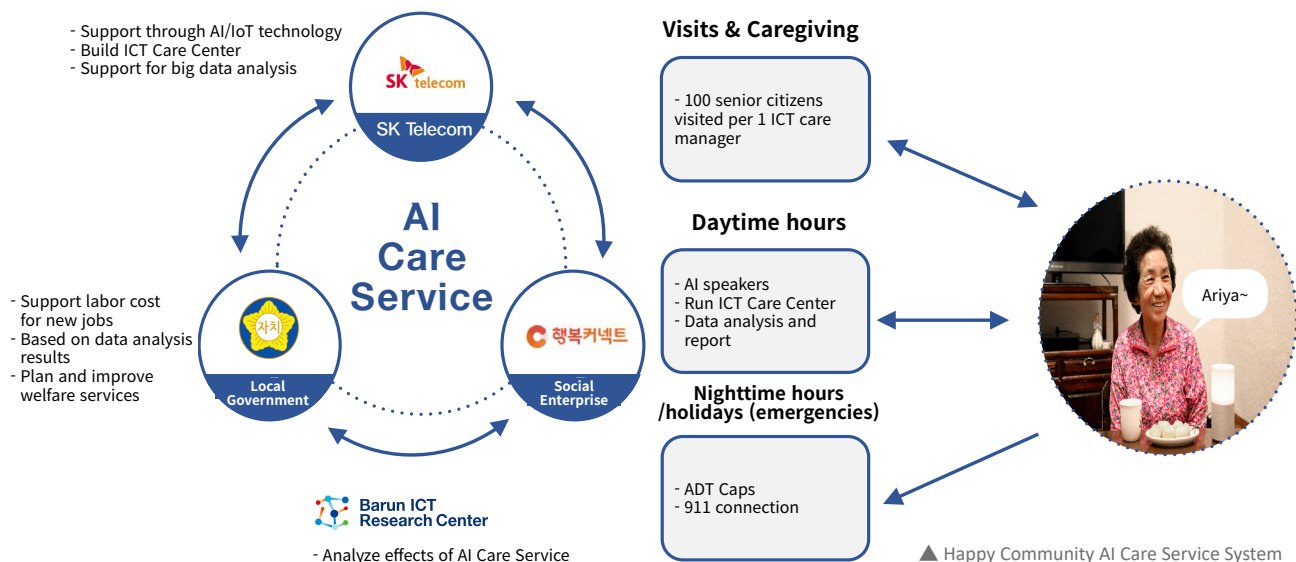 - Support through AI/IoT technology
- Build ICT Care Center
- Support for big data analysis
SK telecom
SK Telecom
AI
Care
Service
- Support labor cost
for new jobs
- Based on data analysis
results
- Plan and improve
welfare services
자치
Local
Government
행복커넥트
Social
Enterprise
Barun ICT
Research Center
- Analyze effects of AI Care Service
Visits & Caregiving
- 100 senior citizens
visited per 1 ICT care
manager
Daytime hours
- AI speakers
- Run ICT Care Center
- Data analysis and
report
Nighttime hours
/holidays (emergencies)
- ADT Caps
- 911 connection
Ariya~
▲ Happy Community AI Care Service System